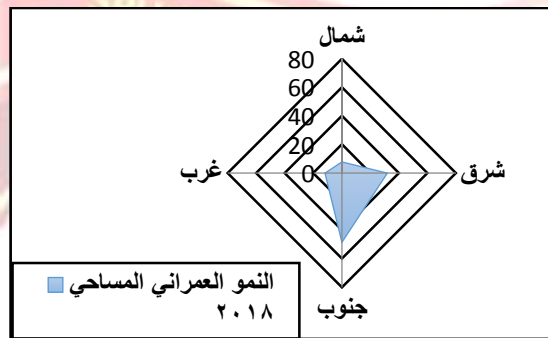 شمال
80
60
40
20
0
غرب
شرق
جنوب
النمو العمراني المساحي
٢٠١٨